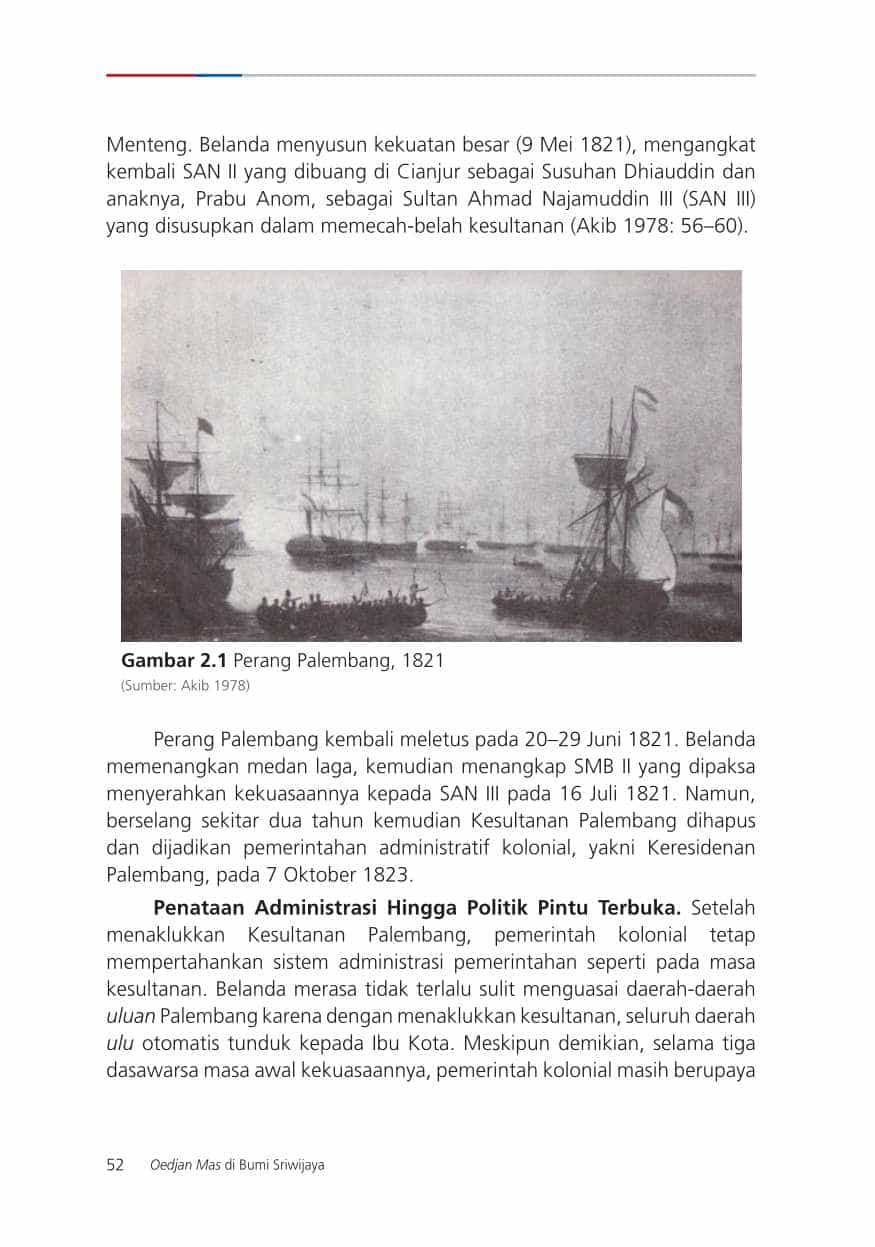 Menteng. Belanda menyusun kekuatan besar (9 Mei 1821), mengangkat
kembali SAN II yang dibuang di Cianjur sebagai Susuhan Dhiauddin dan
anaknya, Prabu Anom, sebagai Sultan Ahmad Najamuddin III (SAN III)
yang disusupkan dalam memecah-belah kesultanan (Akib 1978: 56–60).
Gambar 2.1 Perang Palembang, 1821
(Sumber: Akib 1978)
Perang Palembang kembali meletus pada 20–29 Juni 1821. Belanda
memenangkan medan laga, kemudian menangkap SMB II yang dipaksa
menyerahkan kekuasaannya kepada SAN III pada 16 Juli 1821. Namun,
berselang sekitar dua tahun kemudian Kesultanan Palembang dihapus
dan dijadikan pemerintahan administratif kolonial, yakni Keresidenan
Palembang, pada 7 Oktober 1823.
Penataan Administrasi Hingga Politik Pintu Terbuka. Setelah
menaklukkan Kesultanan Palembang, pemerintah kolonial tetap
mempertahankan sistem administrasi pemerintahan seperti pada masa
kesultanan. Belanda merasa tidak terlalu sulit menguasai daerah-daerah
uluan Palembang karena dengan menaklukkan kesultanan, seluruh daerah
ulu otomatis tunduk kepada Ibu Kota. Meskipun demikian, selama tiga
dasawarsa masa awal kekuasaannya, pemerintah kolonial masih berupaya
52 Oedjan Mas di Bumi Sriwijaya